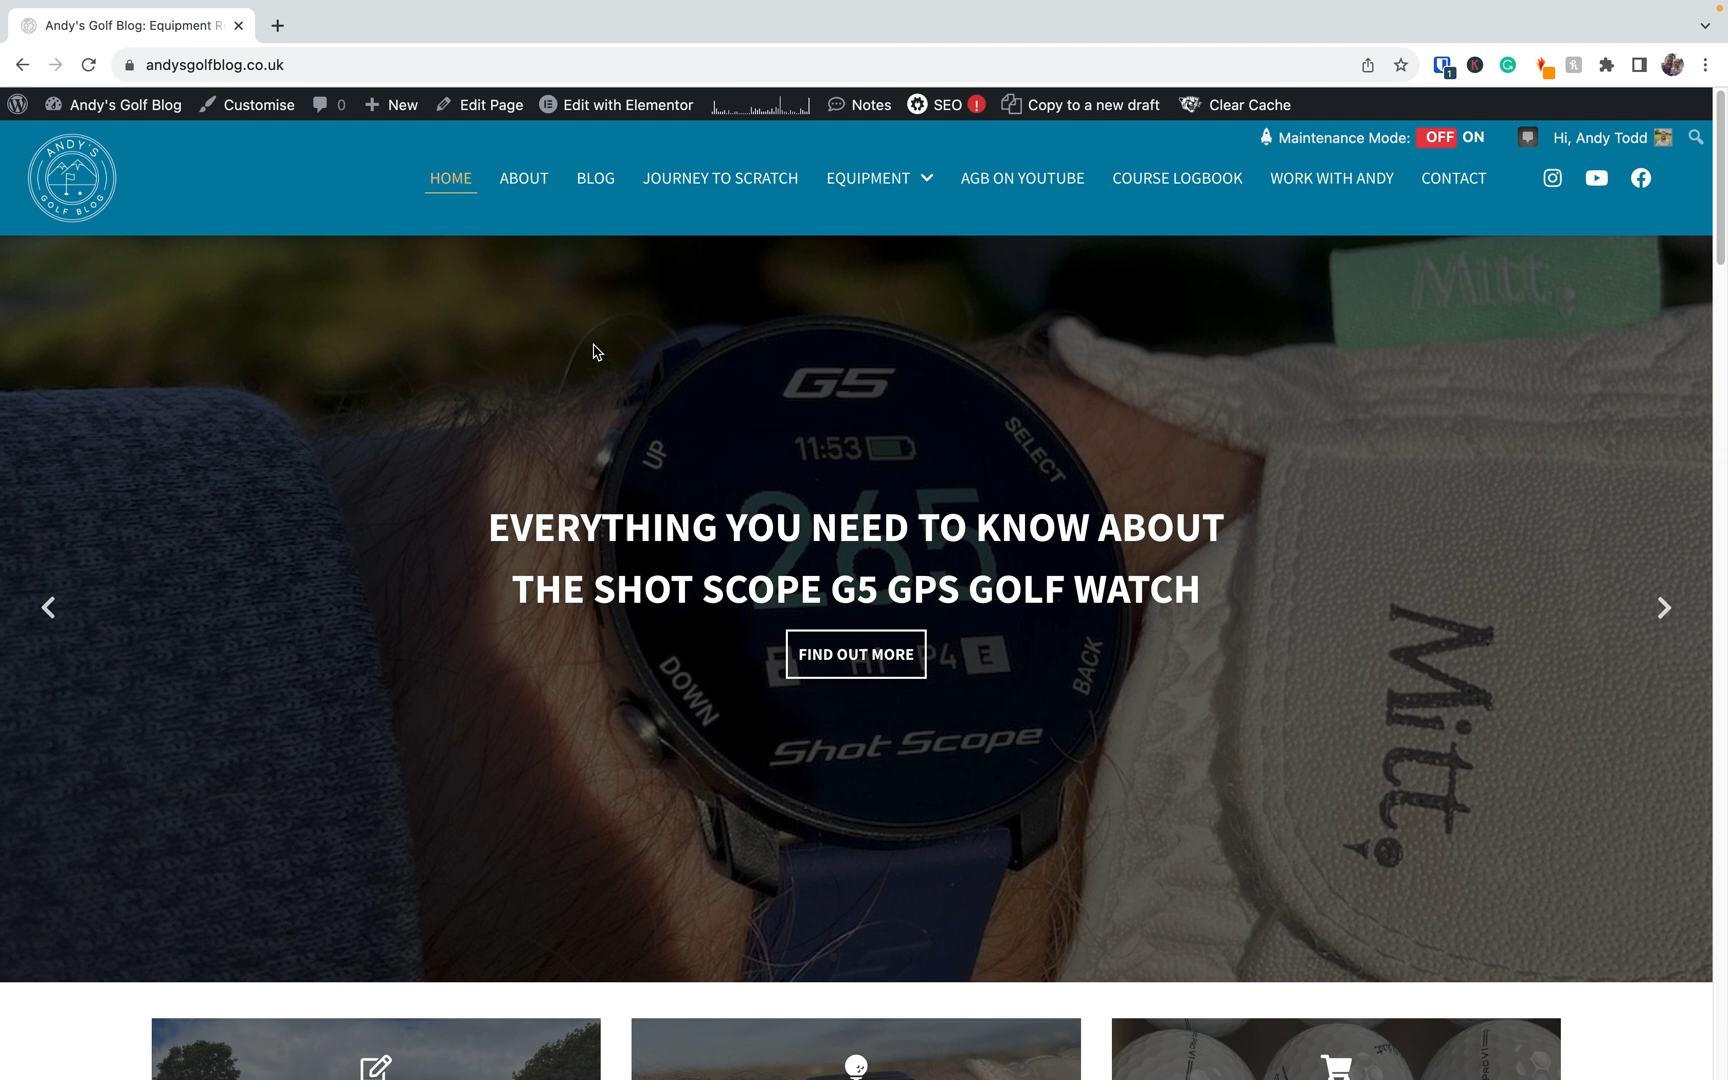 Andy's Golf Blog: Equipment R
andysgolfblog.co.uk
1
Andy's Golf Blog
Customise
0
New
Edit Page
Edit with Elementor
Notes
SEO !
Copy to a new draft
Clear Cache
Maintenance Mode: OFF ON
Hi, Andy Todd
ANDY'S
GOLF BLOG
HOME
ABOUT
BLOG
JOURNEY TO SCRATCH
EQUIPMENT
AGB ON YOUTUBE
COURSE LOGBOOK
WORK WITH ANDY
CONTACT
Mitt.
G5
11:53
UP
SELECT
265
EVERYTHING YOU NEED TO KNOW ABOUT
THE SHOT SCOPE G5 GPS GOLF WATCH
FIND OUT MORE
P4 E
DOWN
BACK
Shot Scope
Mitt.